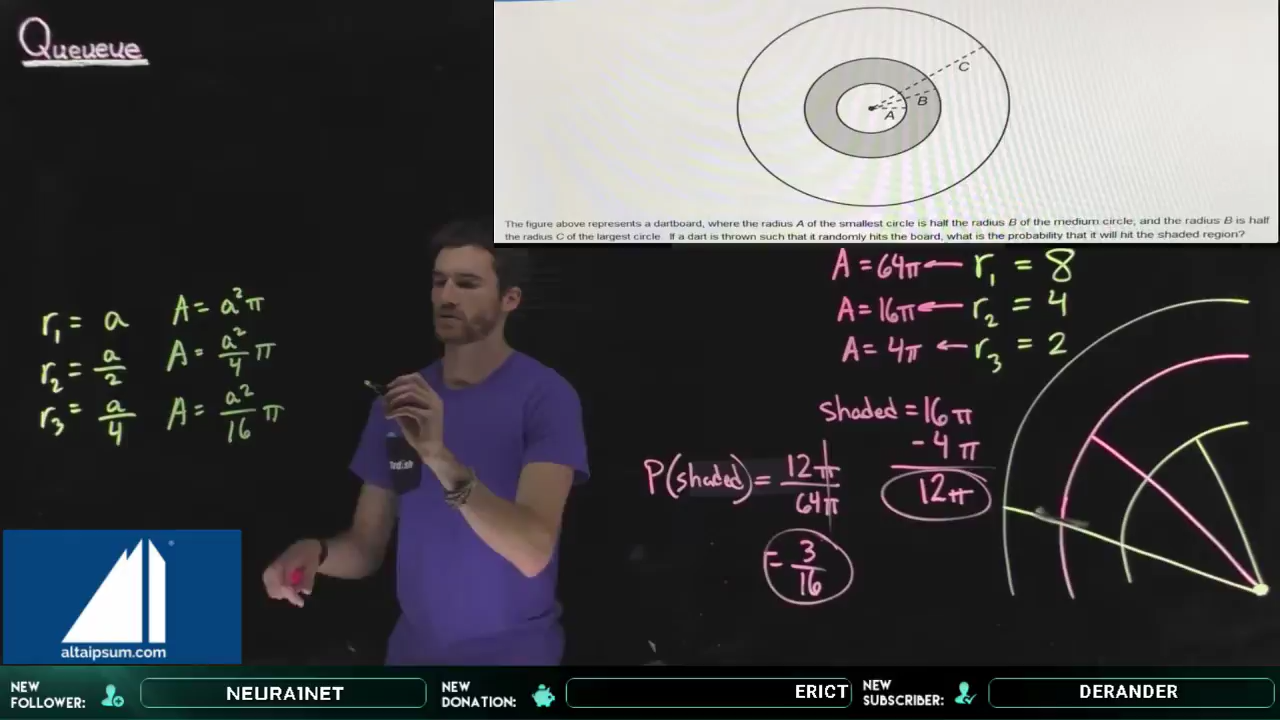 Queueue
C
B
A
The figure above represents a dartboard, where the radius A of the smallest circle is half the radius B of the medium circle, and the radius B is half
the radius C of the largest circle. If a dart is thrown such that it randomly hits the board, what is the probability that it will hit the shaded region?
r₁ = a A = a²π
r₂ = a/2 A = a²/4 π
r₃ = a/4 A = a²/16 π
A = 64π ← r₁ = 8
A = 16π ← r₂ = 4
A = 4π ← r₃ = 2
shaded = 16π
- 4π
12π
P(shaded) = 12π/64π
= 3/16
altaipsum.com
NEW FOLLOWER: NEURA1NET NEW DONATION: ERICT NEW SUBSCRIBER: DERANDER